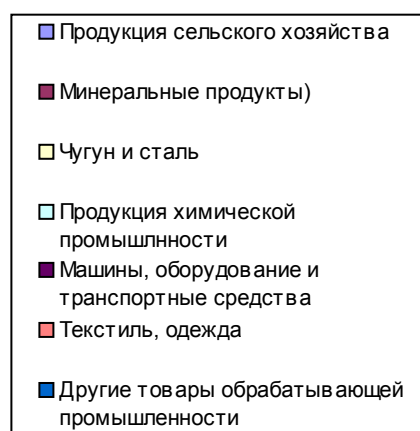 Продукция сельского хозяйства
Минеральные продукты)
Чугун и сталь
Продукция химической
промышлнности
Машины, оборудование и
транспортные средства
Текстиль, одежда
Другие товары обрабатывающей
промышленности